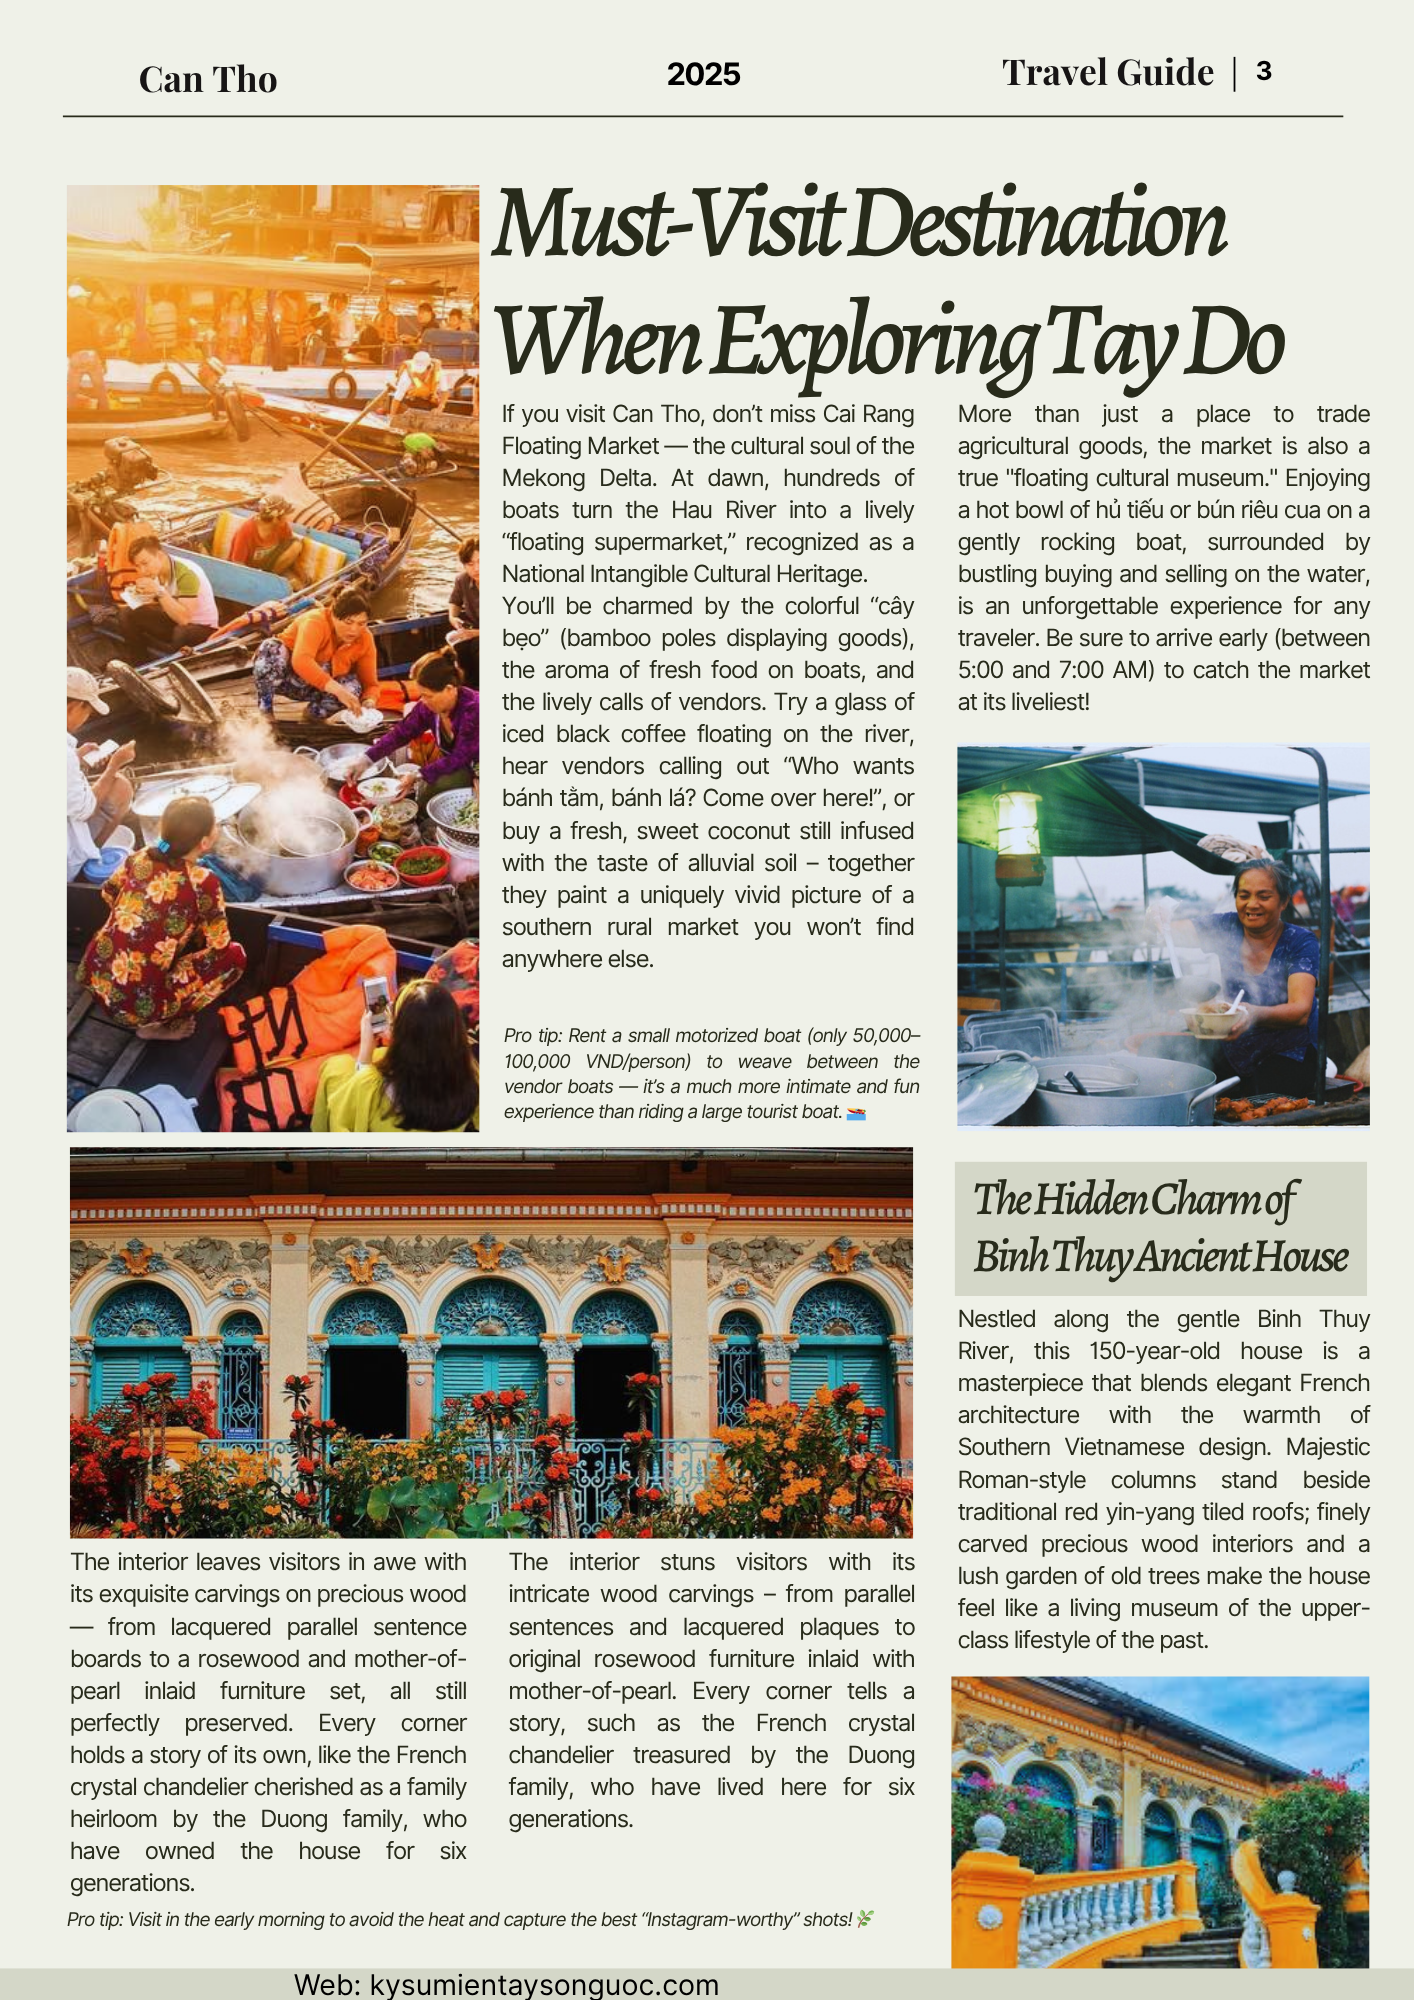 Can Tho
2025
Travel Guide | 3
Must-Visit Destination
When Exploring Tay Do
If you visit Can Tho, don’t miss Cai Rang
Floating Market — the cultural soul of the
Mekong Delta. At dawn, hundreds of
boats turn the Hau River into a lively
“floating supermarket,” recognized as a
National Intangible Cultural Heritage.
You’ll be charmed by the colorful “cây
bẹo” (bamboo poles displaying goods),
the aroma of fresh food on boats, and
the lively calls of vendors. Try a glass of
iced black coffee floating on the river,
hear vendors calling out “Who wants
bánh tằm, bánh lá? Come over here!”, or
buy a fresh, sweet coconut still infused
with the taste of alluvial soil – together
they paint a uniquely vivid picture of a
southern rural market you won’t find
anywhere else.
Pro tip: Rent a small motorized boat (only 50,000–
100,000 VND/person) to weave between the
vendor boats — it’s a much more intimate and fun
experience than riding a large tourist boat. 🚤
More than just a place to trade
agricultural goods, the market is also a
true "floating cultural museum." Enjoying
a hot bowl of hủ tiếu or bún riêu cua on a
gently rocking boat, surrounded by
bustling buying and selling on the water,
is an unforgettable experience for any
traveler. Be sure to arrive early (between
5:00 and 7:00 AM) to catch the market
at its liveliest!
The Hidden Charm of
Binh Thuy Ancient House
Nestled along the gentle Binh Thuy
River, this 150-year-old house is a
masterpiece that blends elegant French
architecture with the warmth of
Southern Vietnamese design. Majestic
Roman-style columns stand beside
traditional red yin-yang tiled roofs; finely
carved precious wood interiors and a
lush garden of old trees make the house
feel like a living museum of the upper-
class lifestyle of the past.
The interior leaves visitors in awe with
its exquisite carvings on precious wood
— from lacquered parallel sentence
boards to a rosewood and mother-of-
pearl inlaid furniture set, all still
perfectly preserved. Every corner
holds a story of its own, like the French
crystal chandelier cherished as a family
heirloom by the Duong family, who
have owned the house for six
generations.
The interior stuns visitors with its
intricate wood carvings – from parallel
sentences and lacquered plaques to
original rosewood furniture inlaid with
mother-of-pearl. Every corner tells a
story, such as the French crystal
chandelier treasured by the Duong
family, who have lived here for six
generations.
Pro tip: Visit in the early morning to avoid the heat and capture the best “Instagram-worthy” shots! 🌿
Web: kysumientaysonguoc.com